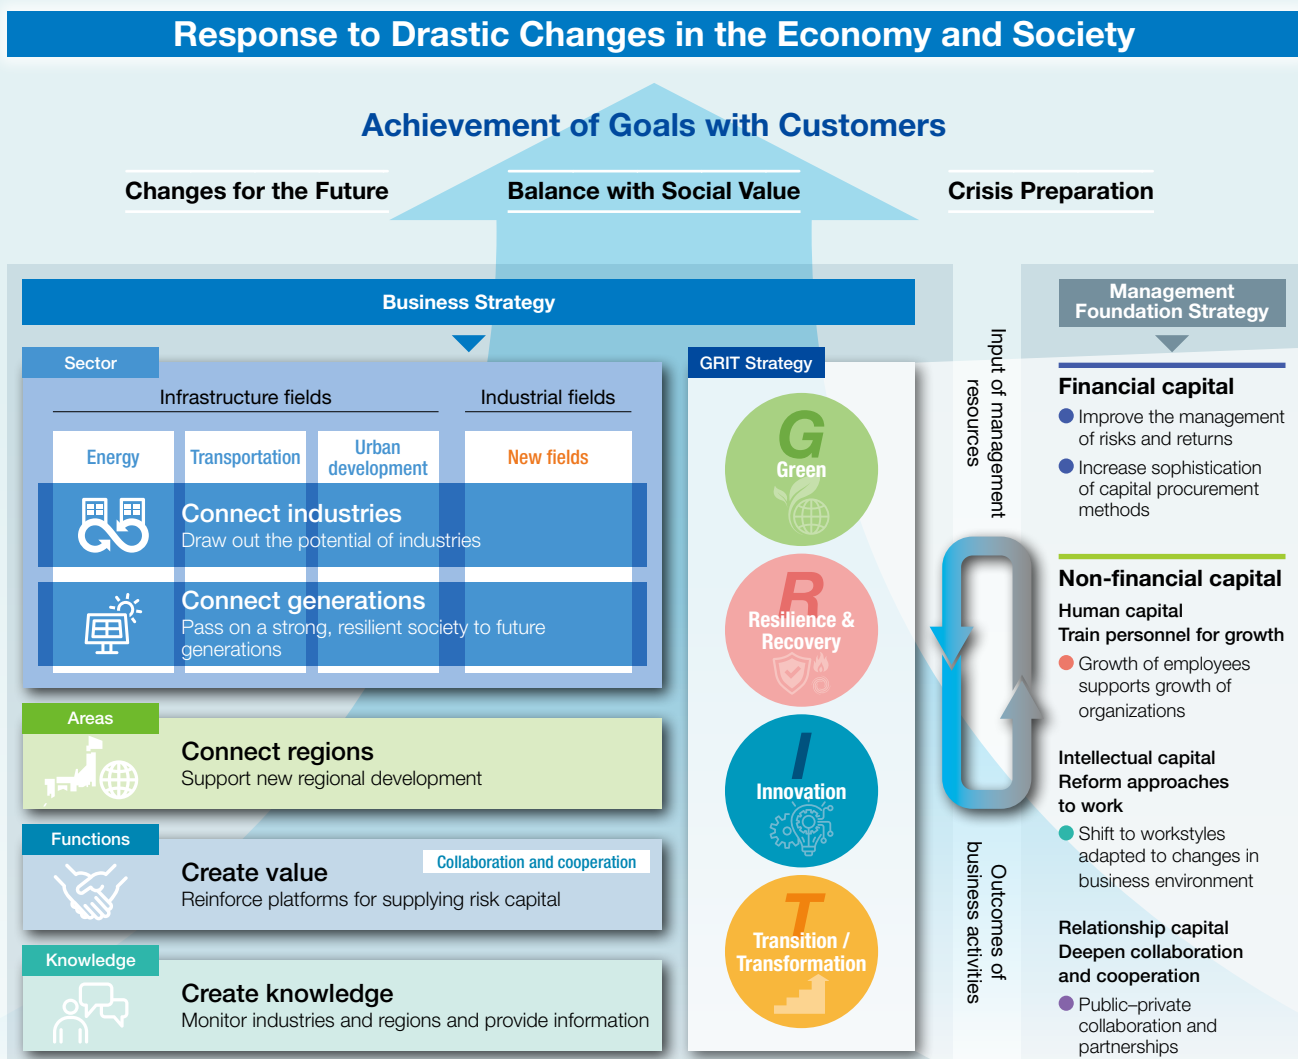 Response to Drastic Changes in the Economy and Society
Achievement of Goals with Customers
Changes for the Future
Balance with Social Value
Crisis Preparation
Business Strategy
Sector
Infrastructure fields
Industrial fields
Energy
Transportation
Urban
development
New fields
Connect industries
Draw out the potential of industries
Connect generations
Pass on a strong, resilient society to future
generations
Areas
Connect regions
Support new regional development
Functions
Create value
Collaboration and cooperation
Reinforce platforms for supplying risk capital
Knowledge
Create knowledge
Monitor industries and regions and provide information
GRIT Strategy
G
Green
R
Resilience &
Recovery
I
Innovation
T
Transition /
Transformation
Input of management
resources
Outcomes of
business activities
Management
Foundation Strategy
Financial capital
Improve the management
of risks and returns
Increase sophistication
of capital procurement
methods
Non-financial capital
Human capital
Train personnel for growth
Growth of employees
supports growth of
organizations
Intellectual capital
Reform approaches
to work
Shift to workstyles
adapted to changes in
business environment
Relationship capital
Deepen collaboration
and cooperation
Public–private
collaboration and
partnerships